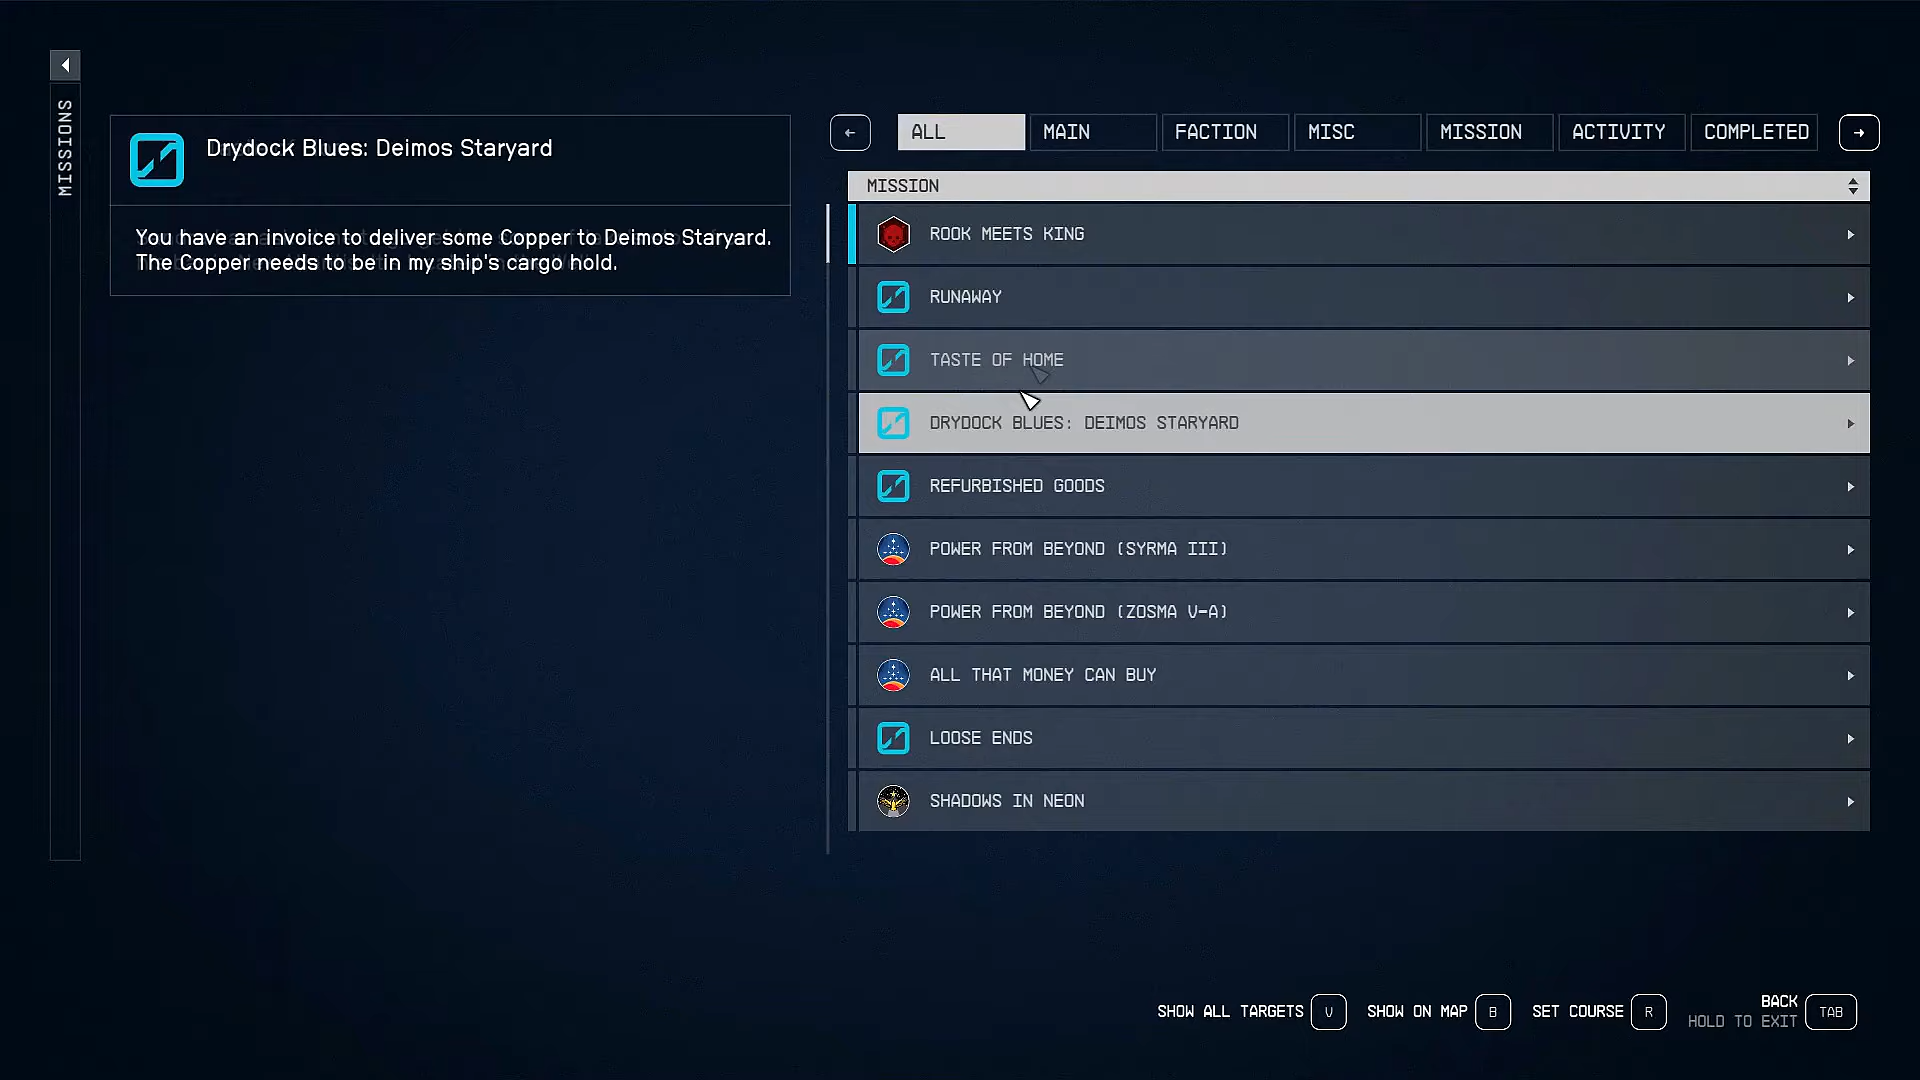 MISSIONS
Drydock Blues: Deimos Staryard
You have an invoice to deliver some Copper to Deimos Staryard.
The Copper needs to be in my ship's cargo hold.
ALL
MAIN
FACTION
MISC
MISSION
ACTIVITY
COMPLETED
MISSION
ROOK MEETS KING
RUNAWAY
TASTE OF HOME
DRYDOCK BLUES: DEIMOS STARYARD
REFURBISHED GOODS
POWER FROM BEYOND (SYRMA III)
POWER FROM BEYOND (ZOSMA V-A)
ALL THAT MONEY CAN BUY
LOOSE ENDS
SHADOWS IN NEON
SHOW ALL TARGETS V
SHOW ON MAP B
SET COURSE R
BACK
HOLD TO EXIT
TAB